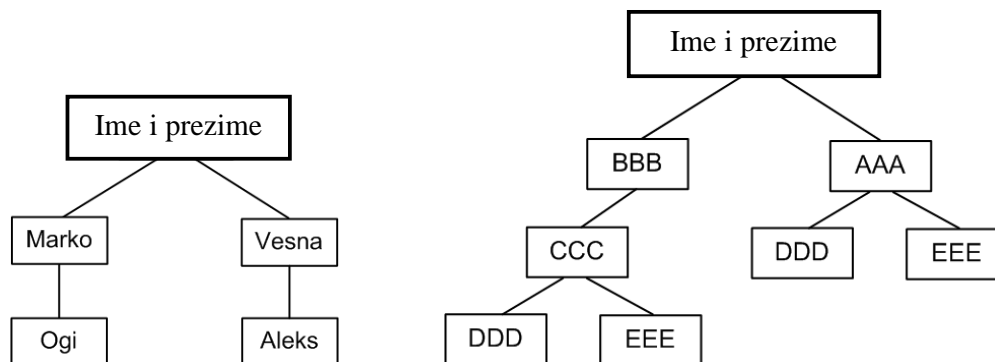 Ime i prezime
Marko
Vesna
Ogi
Aleks
Ime i prezime
BBB
AAA
CCC
DDD
EEE
DDD
EEE